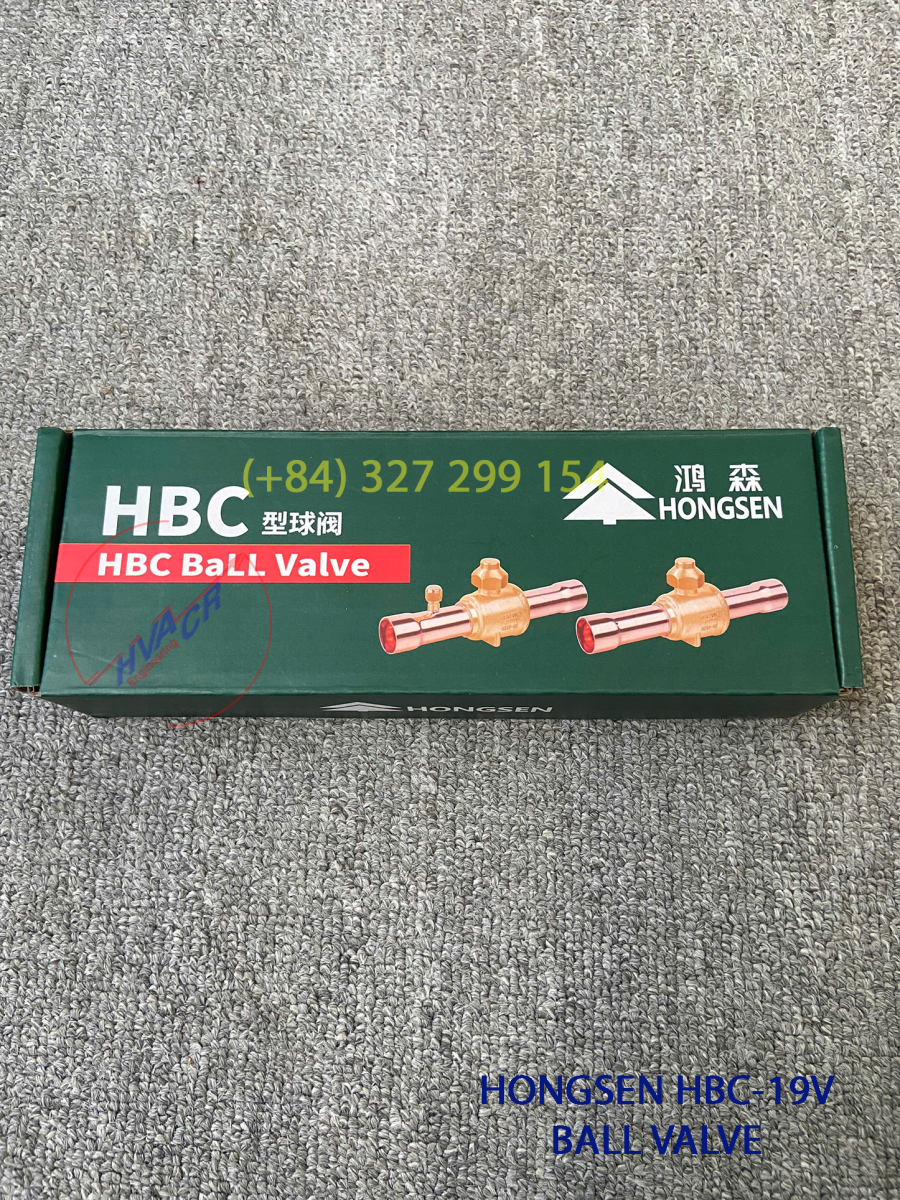 (+84) 327 299 154
鸿森
HONGSEN
HBC 型球阀
HBC BaLL Valve
HVACR
Engineering
HONGSEN
HONGSEN HBC-19V
BALL VALVE